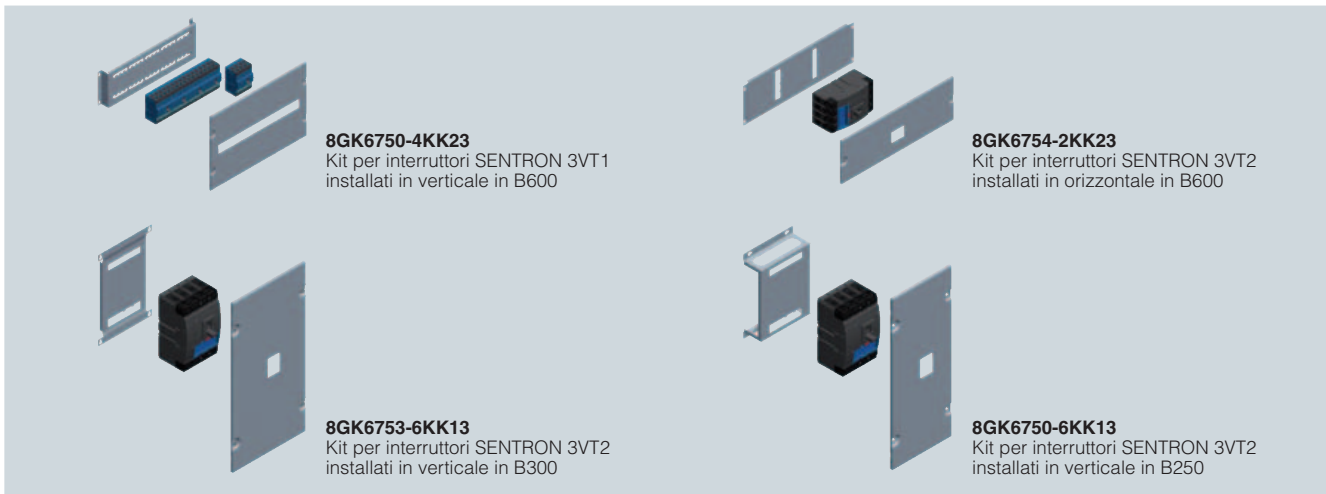 8GK6750-4KK23
Kit per interruttori SENTRON 3VT1
installati in verticale in B600
8GK6754-2KK23
Kit per interruttori SENTRON 3VT2
installati in orizzontale in B600
8GK6753-6KK13
Kit per interruttori SENTRON 3VT2
installati in verticale in B300
8GK6750-6KK13
Kit per interruttori SENTRON 3VT2
installati in verticale in B250